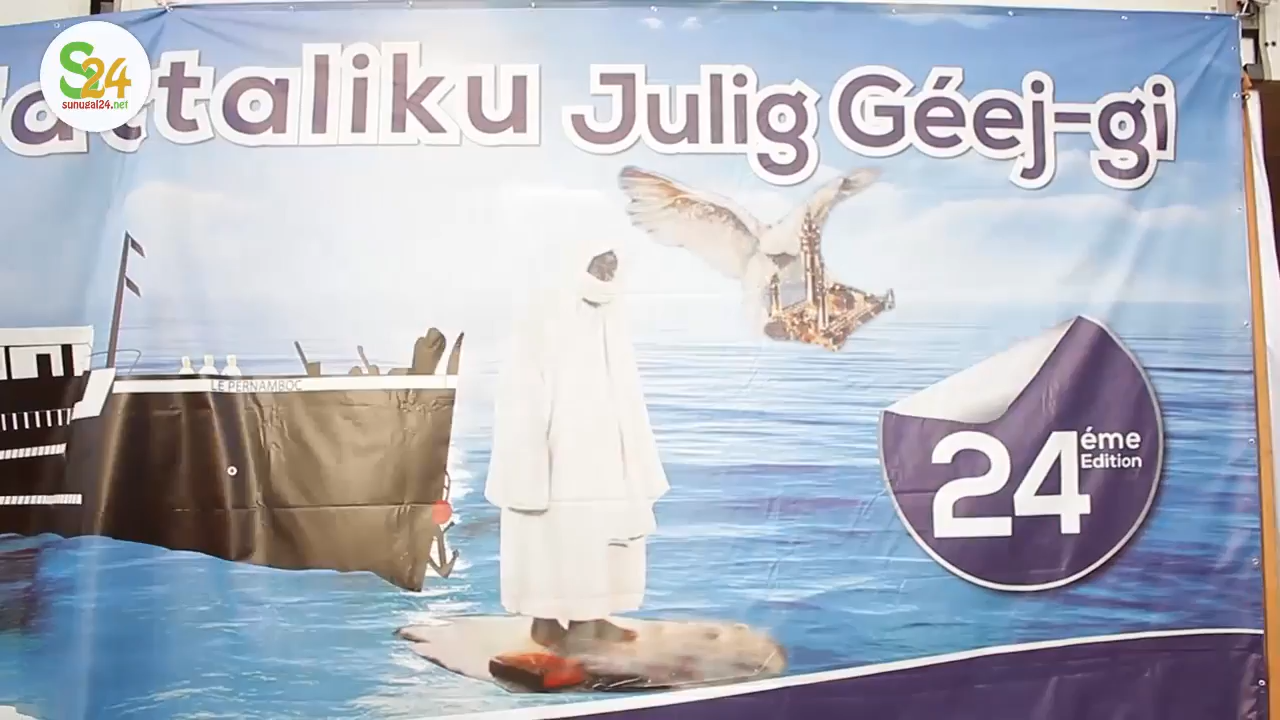 S24
sunugal24.net
taliku Julig Géej-gi
LE PERNAMBOC
24 éme
Edition